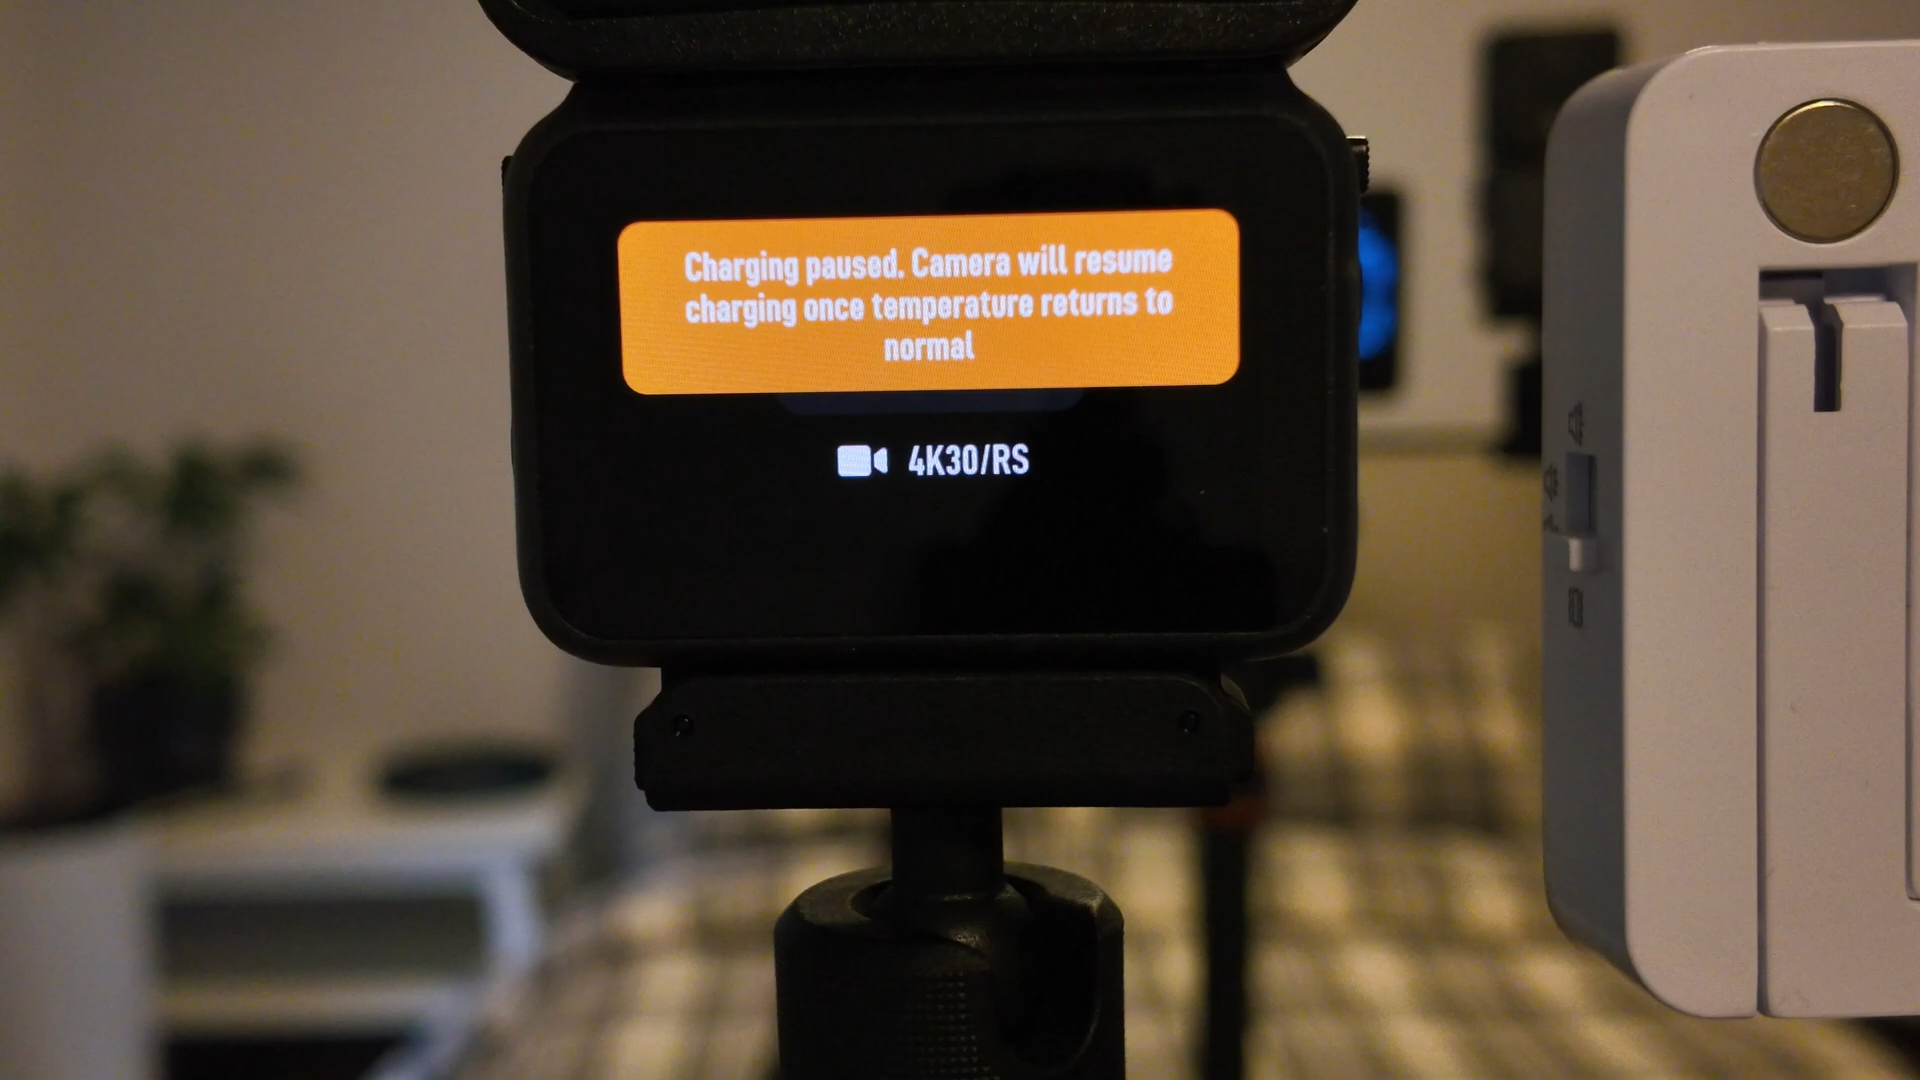 Charging paused. Camera will resume
charging once temperature returns to
normal
4K30/RS